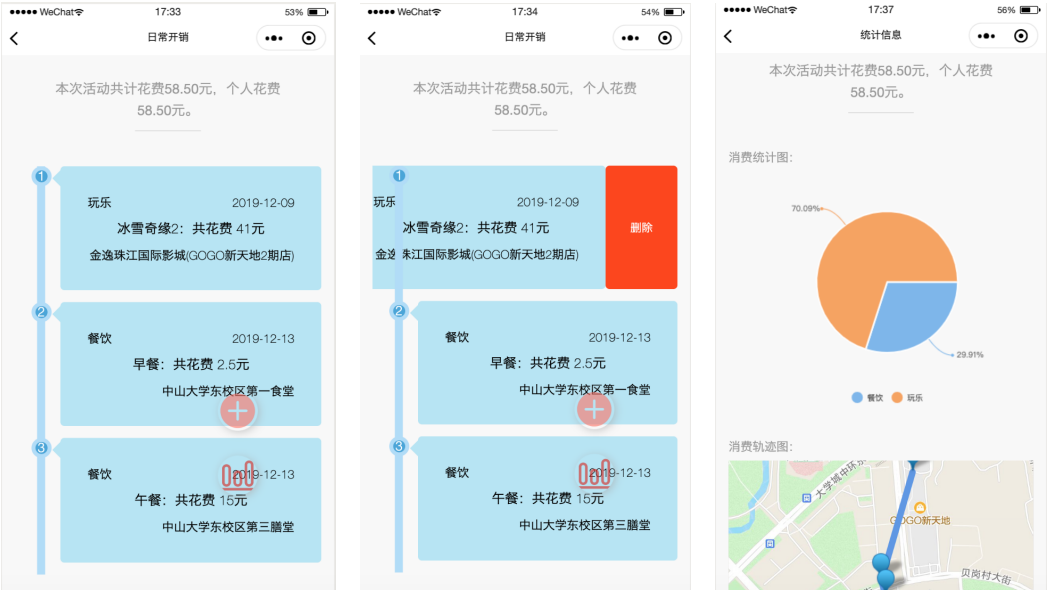 ●●●●● WeChat
17:33
53%
日常开销
本次活动共计花费58.50元，个人花费
58.50元。
1
玩乐
2019-12-09
冰雪奇缘2：共花费 41元
金逸珠江国际影城(GOGO新天地2期店)
2
餐饮
2019-12-13
早餐：共花费 2.5元
中山大学东校区第一食堂
3
餐饮
2019-12-13
午餐：共花费 15元
中山大学东校区第三膳堂
●●●●● WeChat
17:34
54%
日常开销
本次活动共计花费58.50元，个人花费
58.50元。
1
玩乐
2019-12-09
冰雪奇缘2：共花费 41元
金逸珠江国际影城(GOGO新天地2期店)
删除
2
餐饮
2019-12-13
早餐：共花费 2.5元
中山大学东校区第一食堂
3
餐饮
2019-12-13
午餐：共花费 15元
中山大学东校区第三膳堂
●●●●● WeChat
17:37
56%
统计信息
本次活动共计花费58.50元，个人花费
58.50元。
消费统计图：
70.09%
29.91%
餐饮
玩乐
消费轨迹图：
大学城中环东
GOGO新天地
贝岗村大街